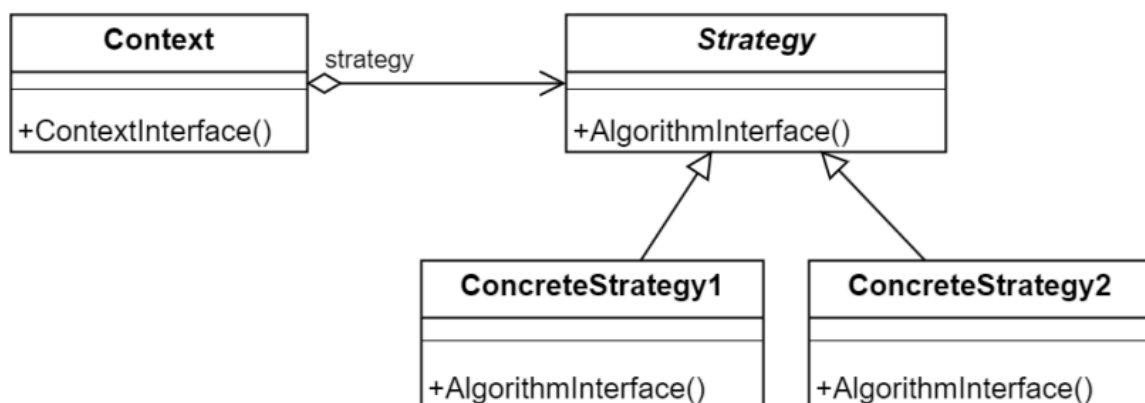 Context
strategy
Strategy
+ContextInterface()
+AlgorithmInterface()
ConcreteStrategy1
ConcreteStrategy2
+AlgorithmInterface()
+AlgorithmInterface()